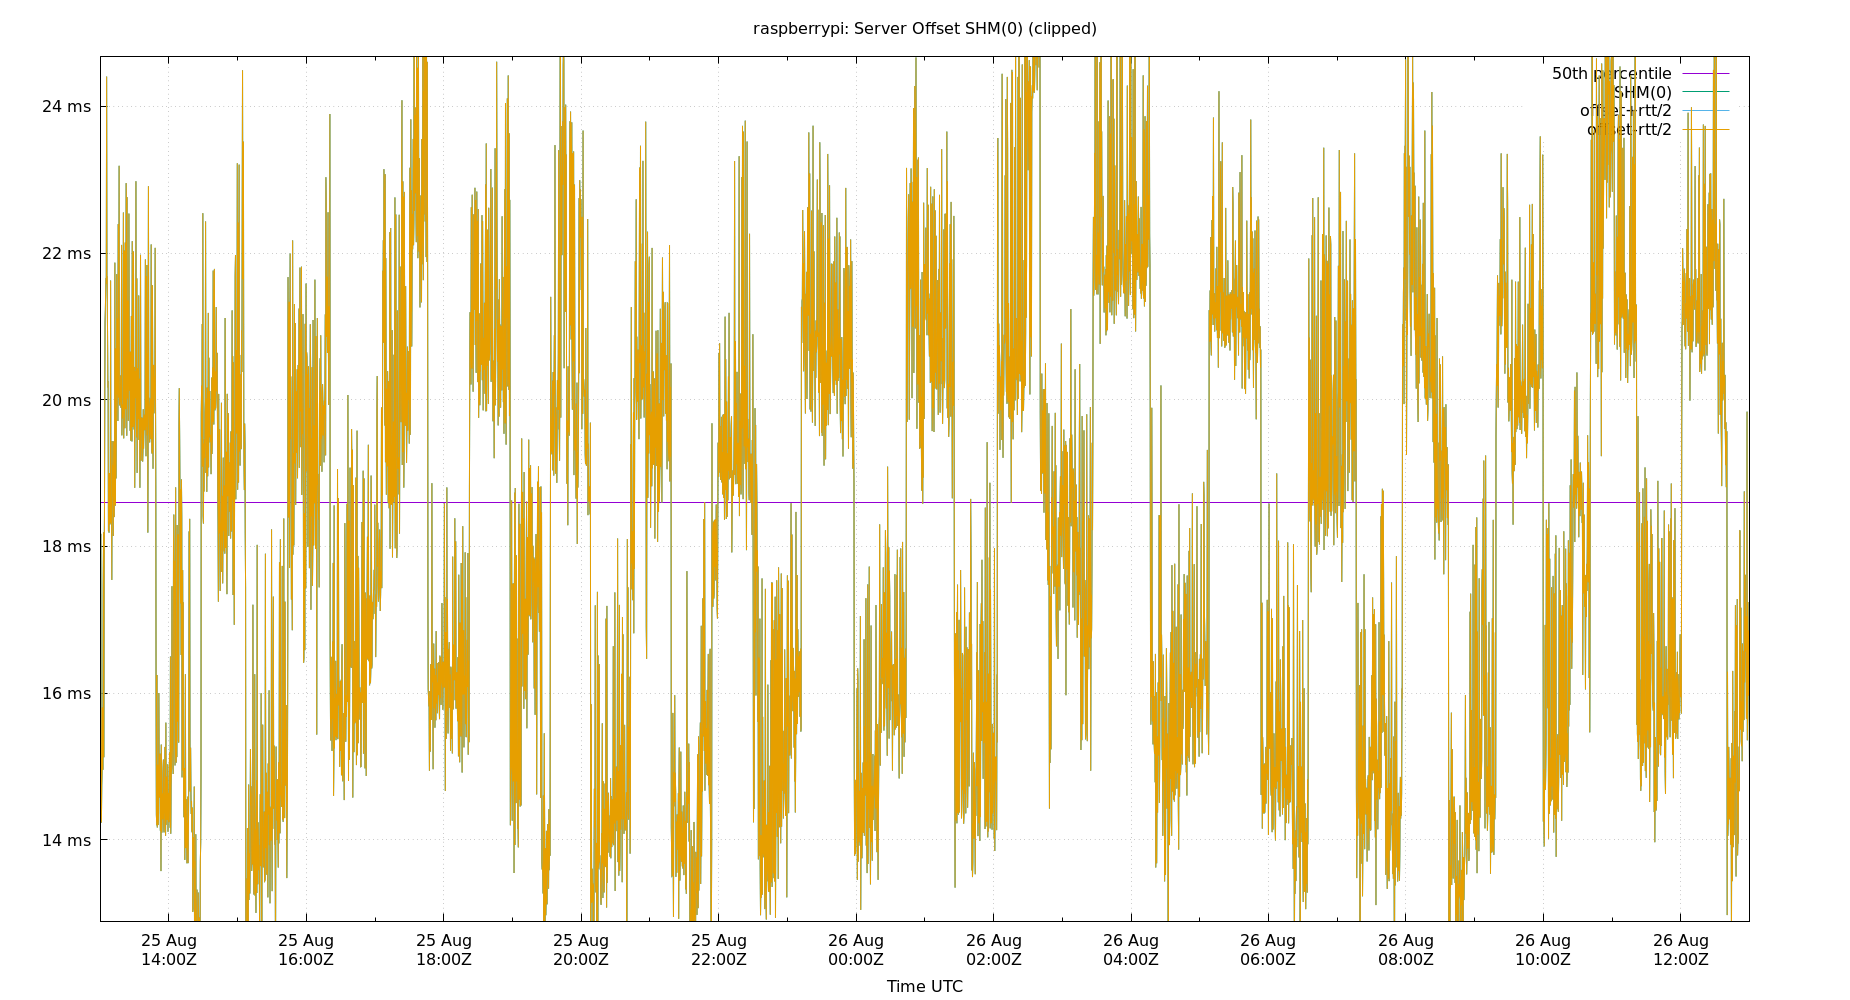 raspberrypi: Server Offset SHM(0) (clipped)
50th percentile
SHM(0)
offset+rtt/2
offset-rtt/2
24 ms
22 ms
20 ms
18 ms
16 ms
14 ms
25 Aug 25 Aug 25 Aug 25 Aug 25 Aug 26 Aug 26 Aug 26 Aug 26 Aug 26 Aug 26 Aug 26 Aug
14:00Z 16:00Z 18:00Z 20:00Z 22:00Z 00:00Z 02:00Z 04:00Z 06:00Z 08:00Z 10:00Z 12:00Z
Time UTC